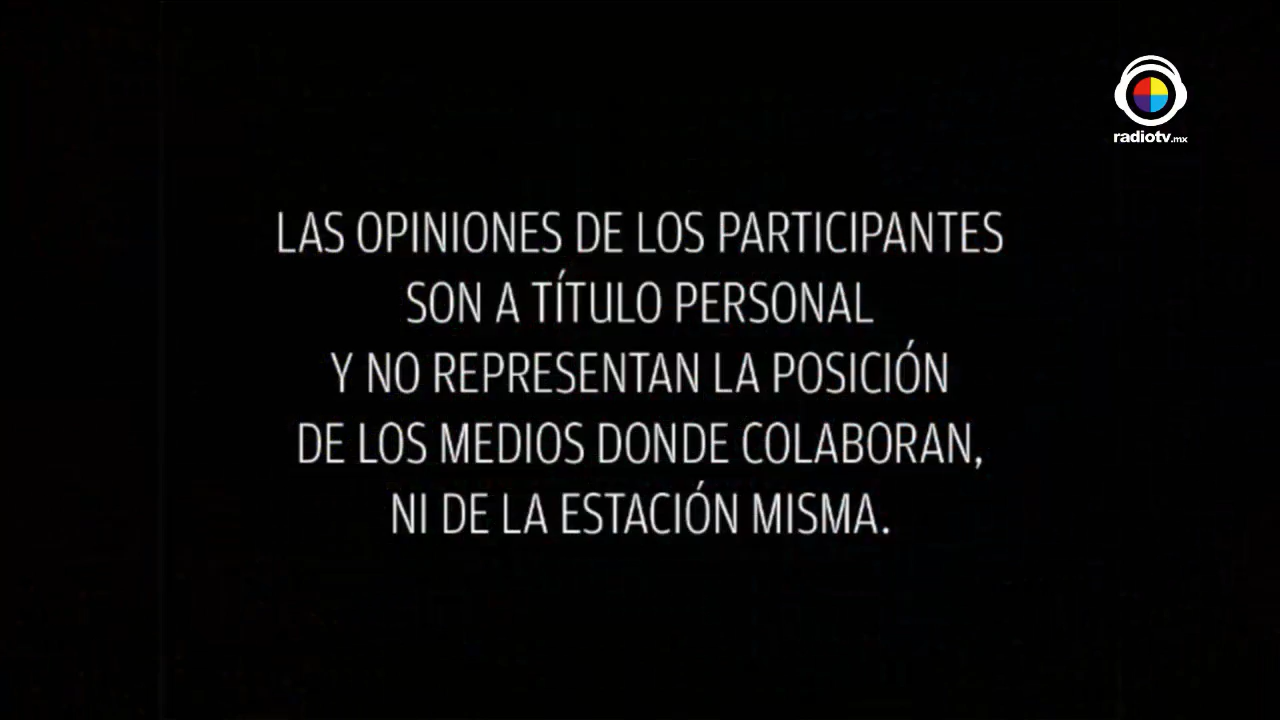 radiotv.mx
LAS OPINIONES DE LOS PARTICIPANTES
SON A TÍTULO PERSONAL
Y NO REPRESENTAN LA POSICIÓN
DE LOS MEDIOS DONDE COLABORAN,
NI DE LA ESTACIÓN MISMA.